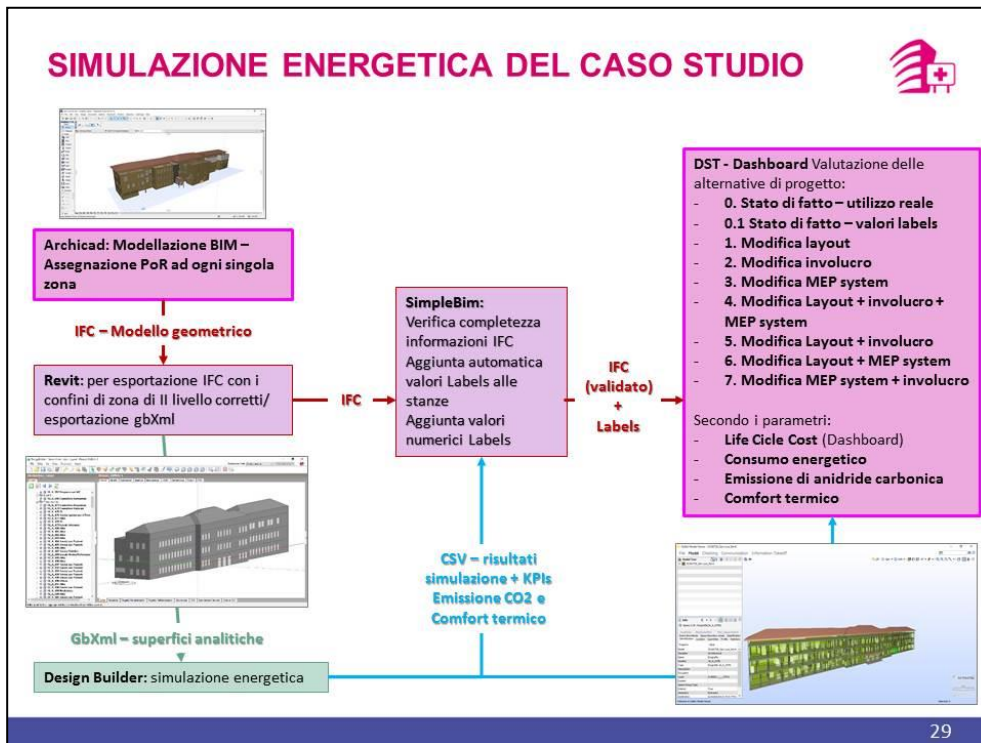 SIMULAZIONE ENERGETICA DEL CASO STUDIO
Archicad: Modellazione BIM –
Assegnazione PoR ad ogni singola
zona
IFC – Modello geometrico
Revit: per esportazione IFC con i
confini di zona di II livello corretti/
esportazione gbXml
IFC
GbXml – superfici analitiche
Design Builder: simulazione energetica
SimpleBim:
Verifica completezza
informazioni IFC
Aggiunta automatica
valori Labels alle
stanze
Aggiunta valori
numerici Labels
IFC
(validato)
+
Labels
CSV – risultati
simulazione + KPIs
Emissione CO2 e
Comfort termico
DST - Dashboard Valutazione delle
alternative di progetto:
- 0. Stato di fatto – utilizzo reale
- 0.1 Stato di fatto – valori labels
- 1. Modifica layout
- 2. Modifica involucro
- 3. Modifica MEP system
- 4. Modifica Layout + involucro +
MEP system
- 5. Modifica Layout + involucro
- 6. Modifica Layout + MEP system
- 7. Modifica MEP system + involucro
Secondo i parametri:
- Life Cicle Cost (Dashboard)
- Consumo energetico
- Emissione di anidride carbonica
- Comfort termico
29